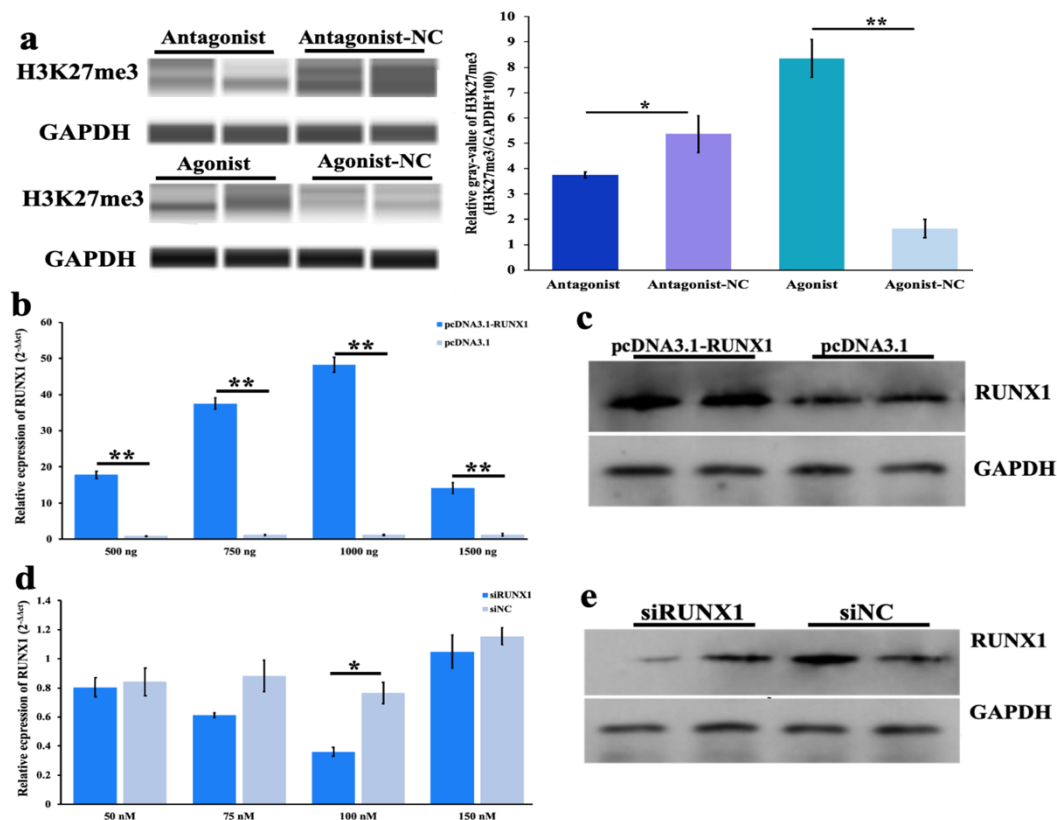 a
Antagonist Antagonist-NC
H3K27me3
GAPDH
Agonist Agonist-NC
H3K27me3
GAPDH
Relative gray-value of H3K27me3
(H3K27me3/GAPDH*100)
10
9
8
7
6
5
4
3
2
1
0
*
**
Antagonist Antagonist-NC Agonist Agonist-NC
b
Relative ecpression of RUNX1 (2-ΔΔct)
60
50
40
30
20
10
0
pcDNA3.1-RUNX1
pcDNA3.1
**
**
**
**
500 ng 750 ng 1000 ng 1500 ng
c
pcDNA3.1-RUNX1 pcDNA3.1
RUNX1
GAPDH
d
Relative ecpression of RUNX1 (2-ΔΔct)
1.4
1.2
1
0.8
0.6
0.4
0.2
0
siRUNX1
siNC
*
50 nM 75 nM 100 nM 150 nM
e
siRUNX1 siNC
RUNX1
GAPDH